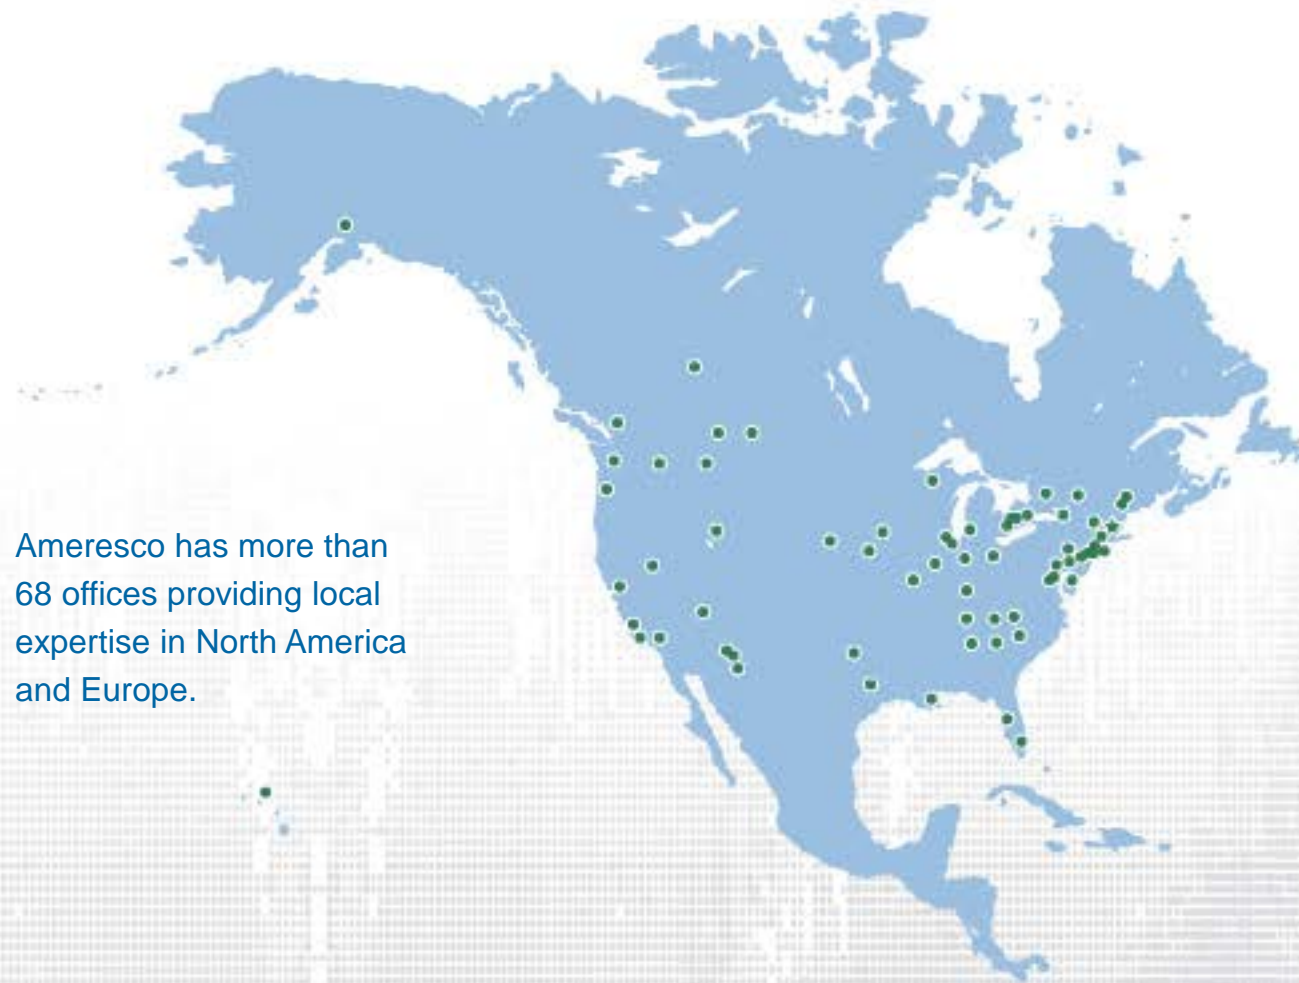 Ameresco has more than
68 offices providing local
expertise in North America
and Europe.